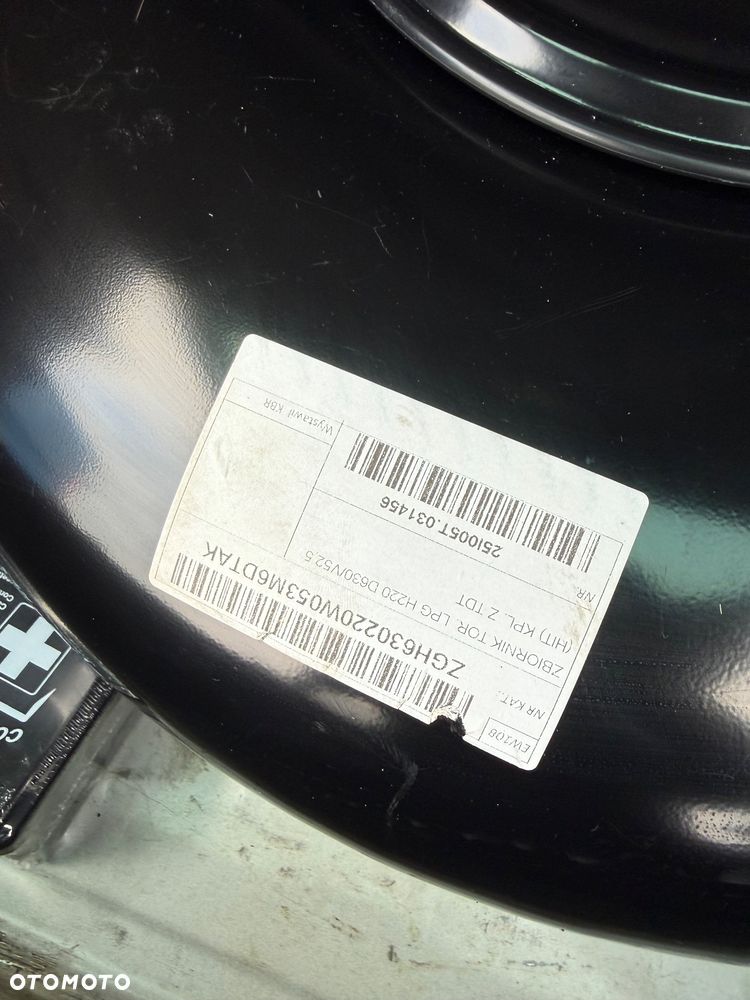 EW108
NR KAT.
ZGH630220W053M6DTAK
ZBIORNIK TOR. LPG H220 D630/V52,5
(HIT) KPL. Z TDT
NR.
25I005T.031456
Wystawił KBR
OTOMOTO